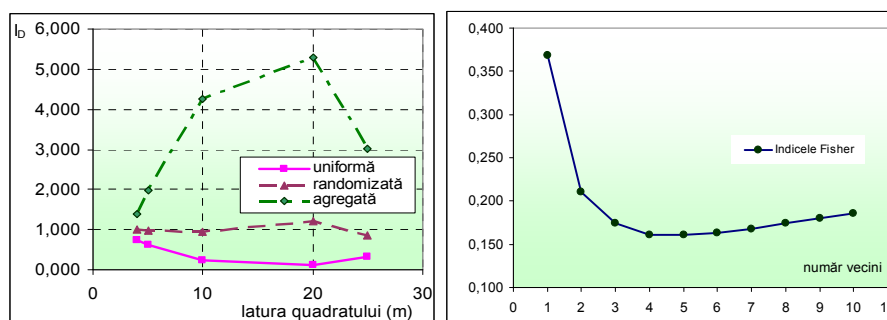 I_D
6,000
5,000
4,000
3,000
2,000
1,000
0,000
0 10 20 30
latura quadratului (m)
uniformă
randomizată
agregată
0,400
0,350
0,300
0,250
0,200
0,150
0,100
0 1 2 3 4 5 6 7 8 9 10
Indicele Fisher
număr vecini